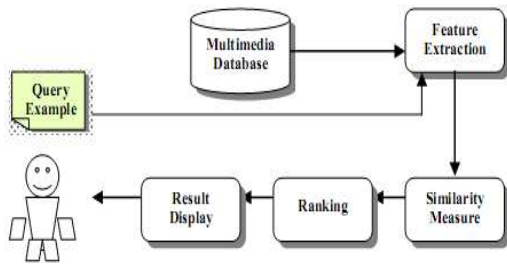 Multimedia
Database
Feature
Extraction
Query
Example
Result
Display
Ranking
Similarity
Measure